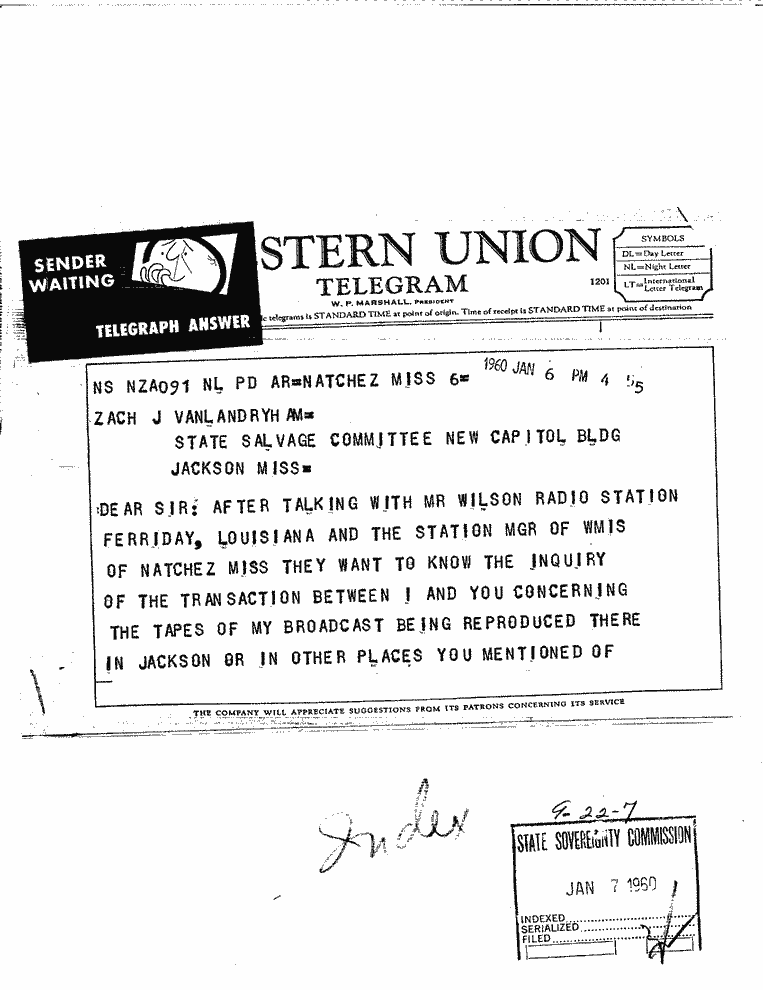 SENDER
WAITING
TELEGRAPH ANSWER
STERN UNION
TELEGRAM
W. P. MARSHALL, PRESIDENT
1201
SYMBOLS
DL=Day Letter
NL=Night Letter
LT=International Letter Telegram
telegrams is STANDARD TIME at point of origin. Time of receipt is STANDARD TIME at point of destination
NS NZA091 NL PD AR=NATCHEZ MISS 6= 1960 JAN 6 PM 4 55
ZACH J VANLANDRYHAM=
STATE SALVAGE COMMITTEE NEW CAPITOL BLDG
JACKSON MISS=
:DEAR SIR: AFTER TALKING WITH MR WILSON RADIO STATION
FERRIDAY, LOUISIANA AND THE STATION MGR OF WMIS
OF NATCHEZ MISS THEY WANT TO KNOW THE INQUIRY
OF THE TRANSACTION BETWEEN I AND YOU CONCERNING
THE TAPES OF MY BROADCAST BEING REPRODUCED THERE
IN JACKSON OR IN OTHER PLACES YOU MENTIONED OF
THE COMPANY WILL APPRECIATE SUGGESTIONS FROM ITS PATRONS CONCERNING ITS SERVICE
Index
9-22-7
STATE SOVEREIGNTY COMMISSION
JAN 7 1960
INDEXED
SERIALIZED
FILED